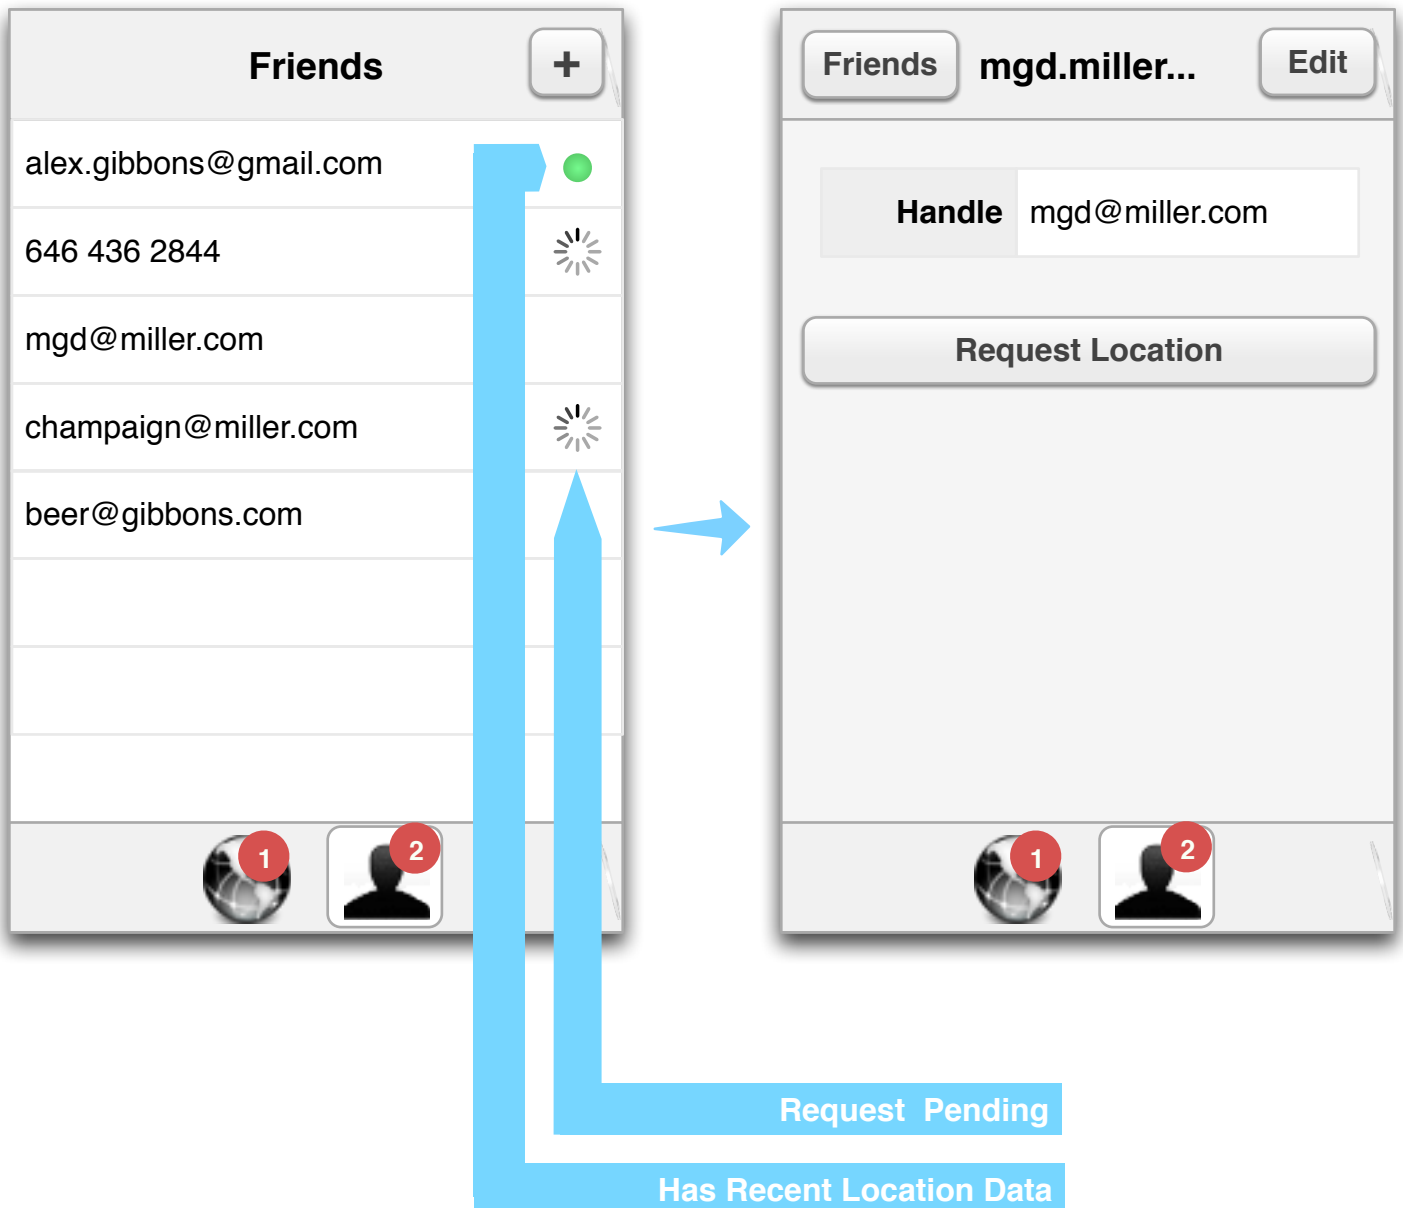 Friends
+
alex.gibbons@gmail.com
646 436 2844
mgd@miller.com
champaign@miller.com
beer@gibbons.com
1
2
Friends
mgd.miller...
Edit
Handle
mgd@miller.com
Request Location
1
2
Request Pending
Has Recent Location Data